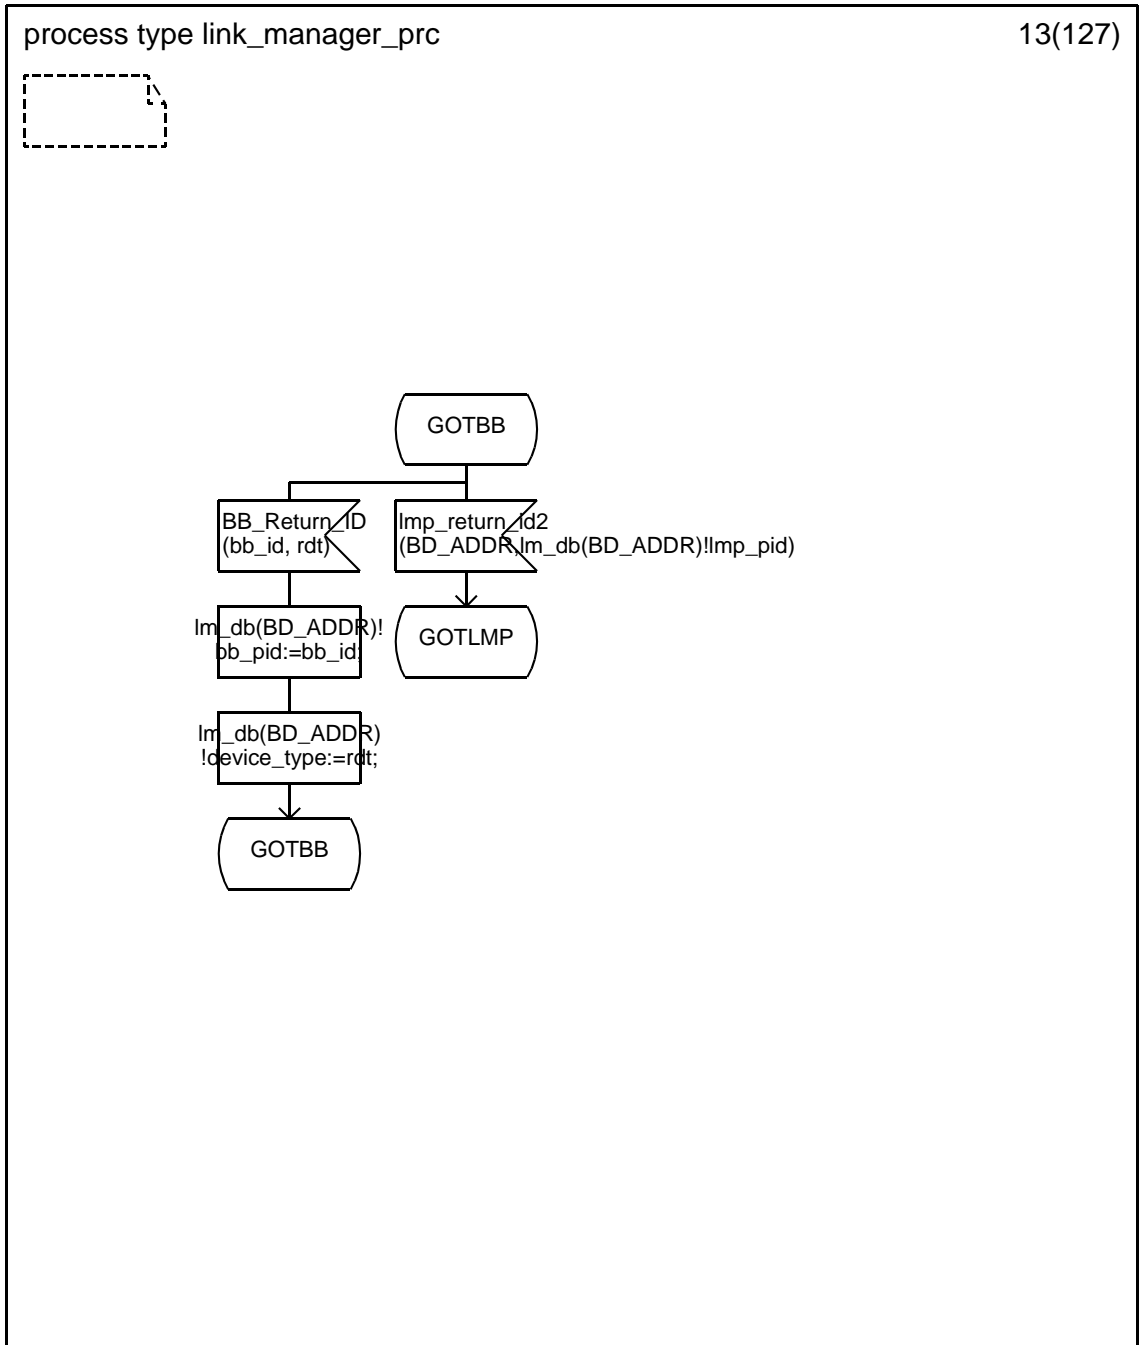 process type link_manager_prc
13(127)
GOTBB
BB_Return_ID
(bb_id, rdt)
lmp_return_id2
(BD_ADDR,lm_db(BD_ADDR)!lmp_pid)
lm_db(BD_ADDR)!
bb_pid:=bb_id;
GOTLMP
lm_db(BD_ADDR)
!device_type:=rdt;
GOTBB